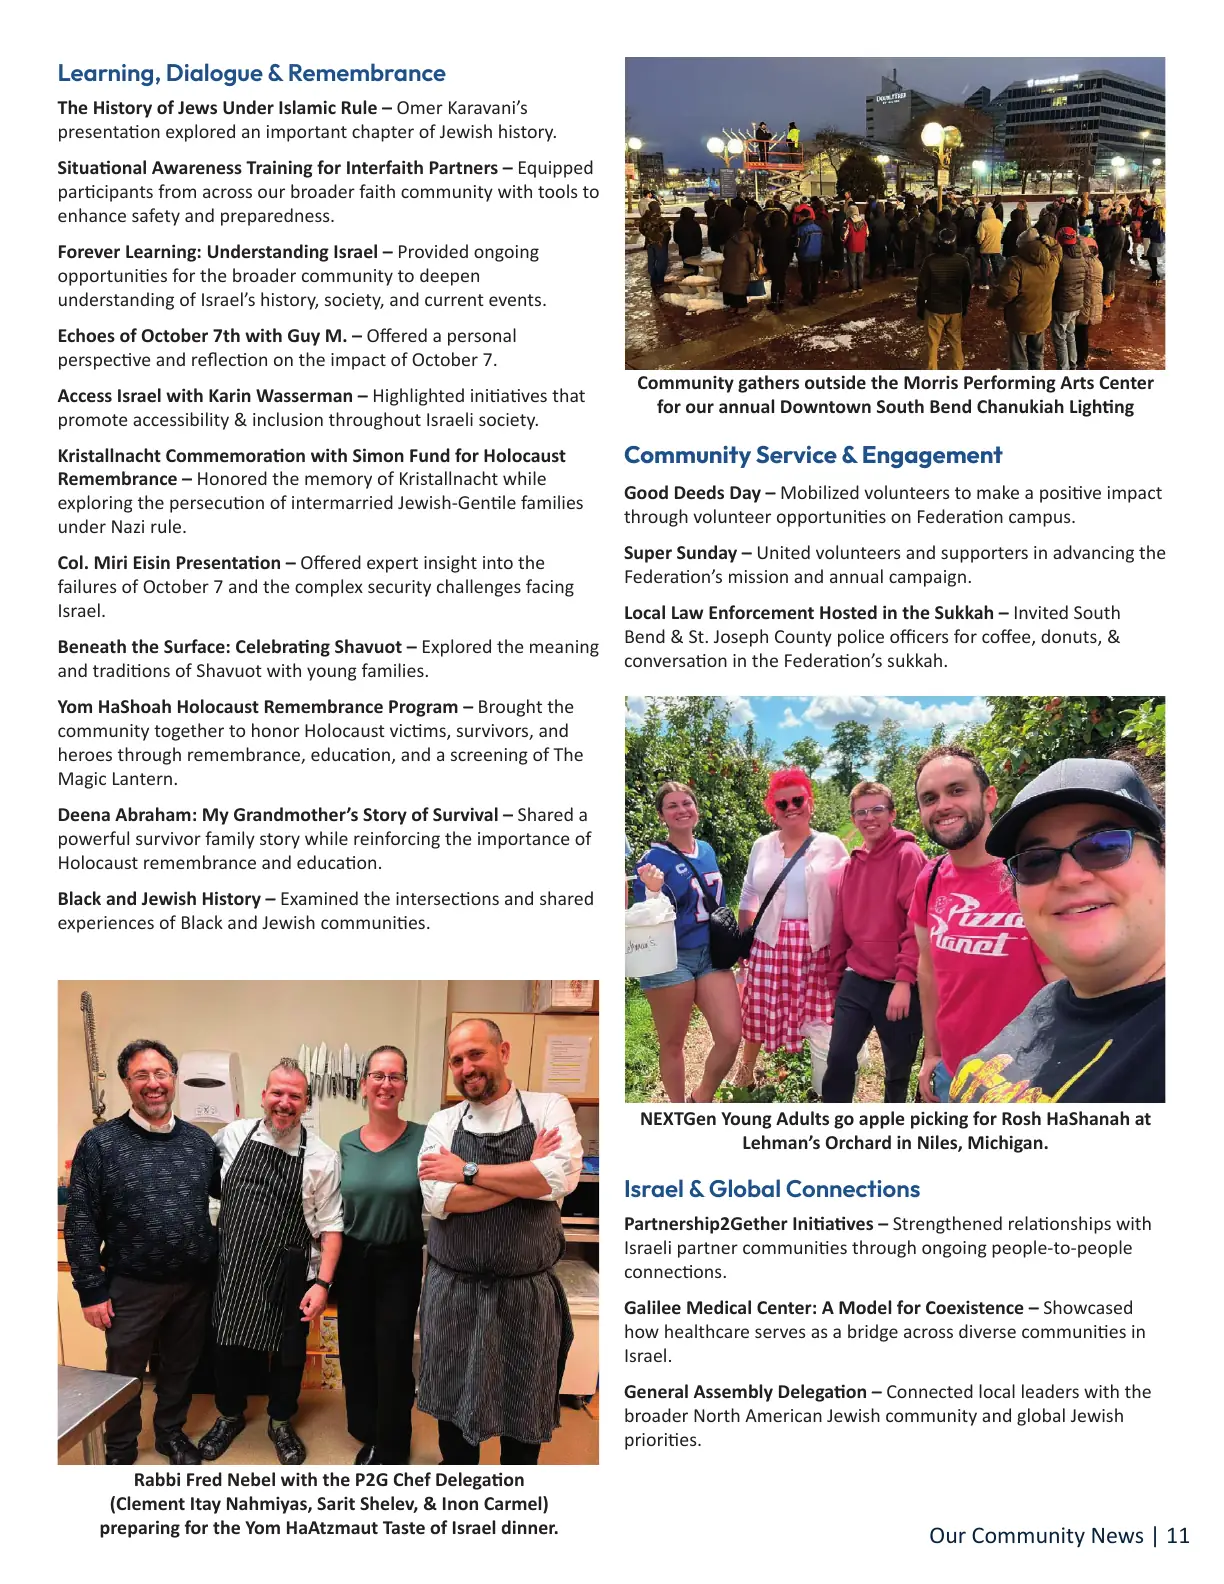 Learning, Dialogue & Remembrance
The History of Jews Under Islamic Rule – Omer Karavani’s
presentation explored an important chapter of Jewish history.
Situational Awareness Training for Interfaith Partners – Equipped
participants from across our broader faith community with tools to
enhance safety and preparedness.
Forever Learning: Understanding Israel – Provided ongoing
opportunities for the broader community to deepen
understanding of Israel’s history, society, and current events.
Echoes of October 7th with Guy M. – Offered a personal
perspective and reflection on the impact of October 7.
Access Israel with Karin Wasserman – Highlighted initiatives that
promote accessibility & inclusion throughout Israeli society.
Kristallnacht Commemoration with Simon Fund for Holocaust
Remembrance – Honored the memory of Kristallnacht while
exploring the persecution of intermarried Jewish-Gentile families
under Nazi rule.
Col. Miri Eisin Presentation – Offered expert insight into the
failures of October 7 and the complex security challenges facing
Israel.
Beneath the Surface: Celebrating Shavuot – Explored the meaning
and traditions of Shavuot with young families.
Yom HaShoah Holocaust Remembrance Program – Brought the
community together to honor Holocaust victims, survivors, and
heroes through remembrance, education, and a screening of The
Magic Lantern.
Deena Abraham: My Grandmother’s Story of Survival – Shared a
powerful survivor family story while reinforcing the importance of
Holocaust remembrance and education.
Black and Jewish History – Examined the intersections and shared
experiences of Black and Jewish communities.
Rabbi Fred Nebel with the P2G Chef Delegation
(Clement Itay Nahmiyas, Sarit Shelev, & Inon Carmel)
preparing for the Yom HaAtzmaut Taste of Israel dinner.
DOUBLETREE
Community gathers outside the Morris Performing Arts Center
for our annual Downtown South Bend Chanukiah Lighting
Community Service & Engagement
Good Deeds Day – Mobilized volunteers to make a positive impact
through volunteer opportunities on Federation campus.
Super Sunday – United volunteers and supporters in advancing the
Federation’s mission and annual campaign.
Local Law Enforcement Hosted in the Sukkah – Invited South
Bend & St. Joseph County police officers for coffee, donuts, &
conversation in the Federation’s sukkah.
17
Pizza
Planet
NEXTGen Young Adults go apple picking for Rosh HaShanah at
Lehman’s Orchard in Niles, Michigan.
Israel & Global Connections
Partnership2Gether Initiatives – Strengthened relationships with
Israeli partner communities through ongoing people-to-people
connections.
Galilee Medical Center: A Model for Coexistence – Showcased
how healthcare serves as a bridge across diverse communities in
Israel.
General Assembly Delegation – Connected local leaders with the
broader North American Jewish community and global Jewish
priorities.
Our Community News | 11